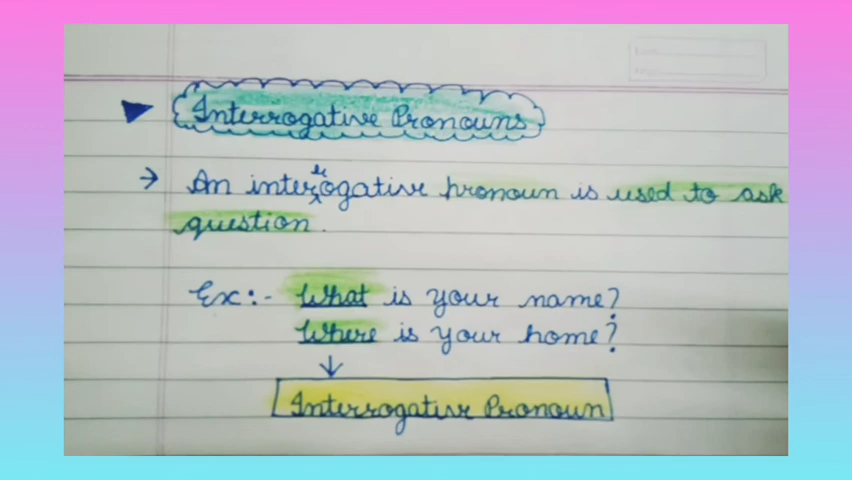 Interrogative Pronouns
→ An interrogative pronoun is used to ask
question.
Ex:- What is your name?
Where is your home?
↓
Interrogative Pronoun